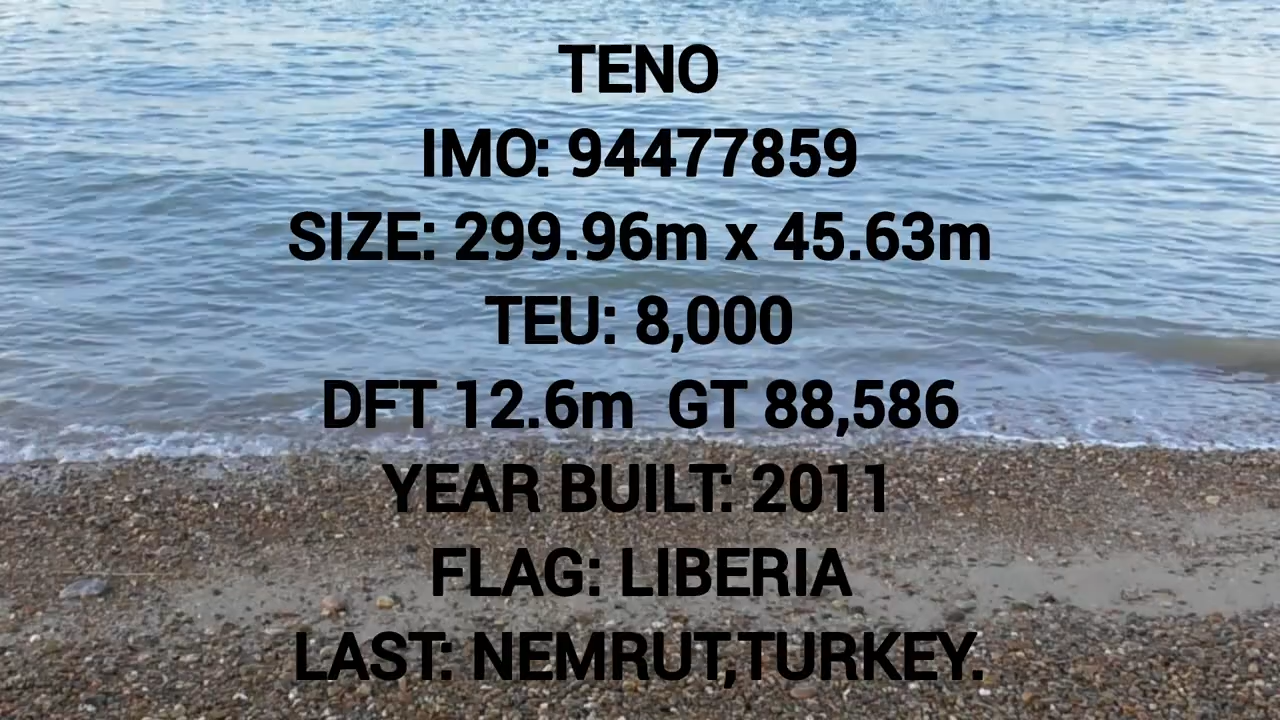 TENO
IMO: 94477859
SIZE: 299.96m x 45.63m
TEU: 8,000
DFT 12.6m  GT 88,586
YEAR BUILT: 2011
FLAG: LIBERIA
LAST: NEMRUT,TURKEY.